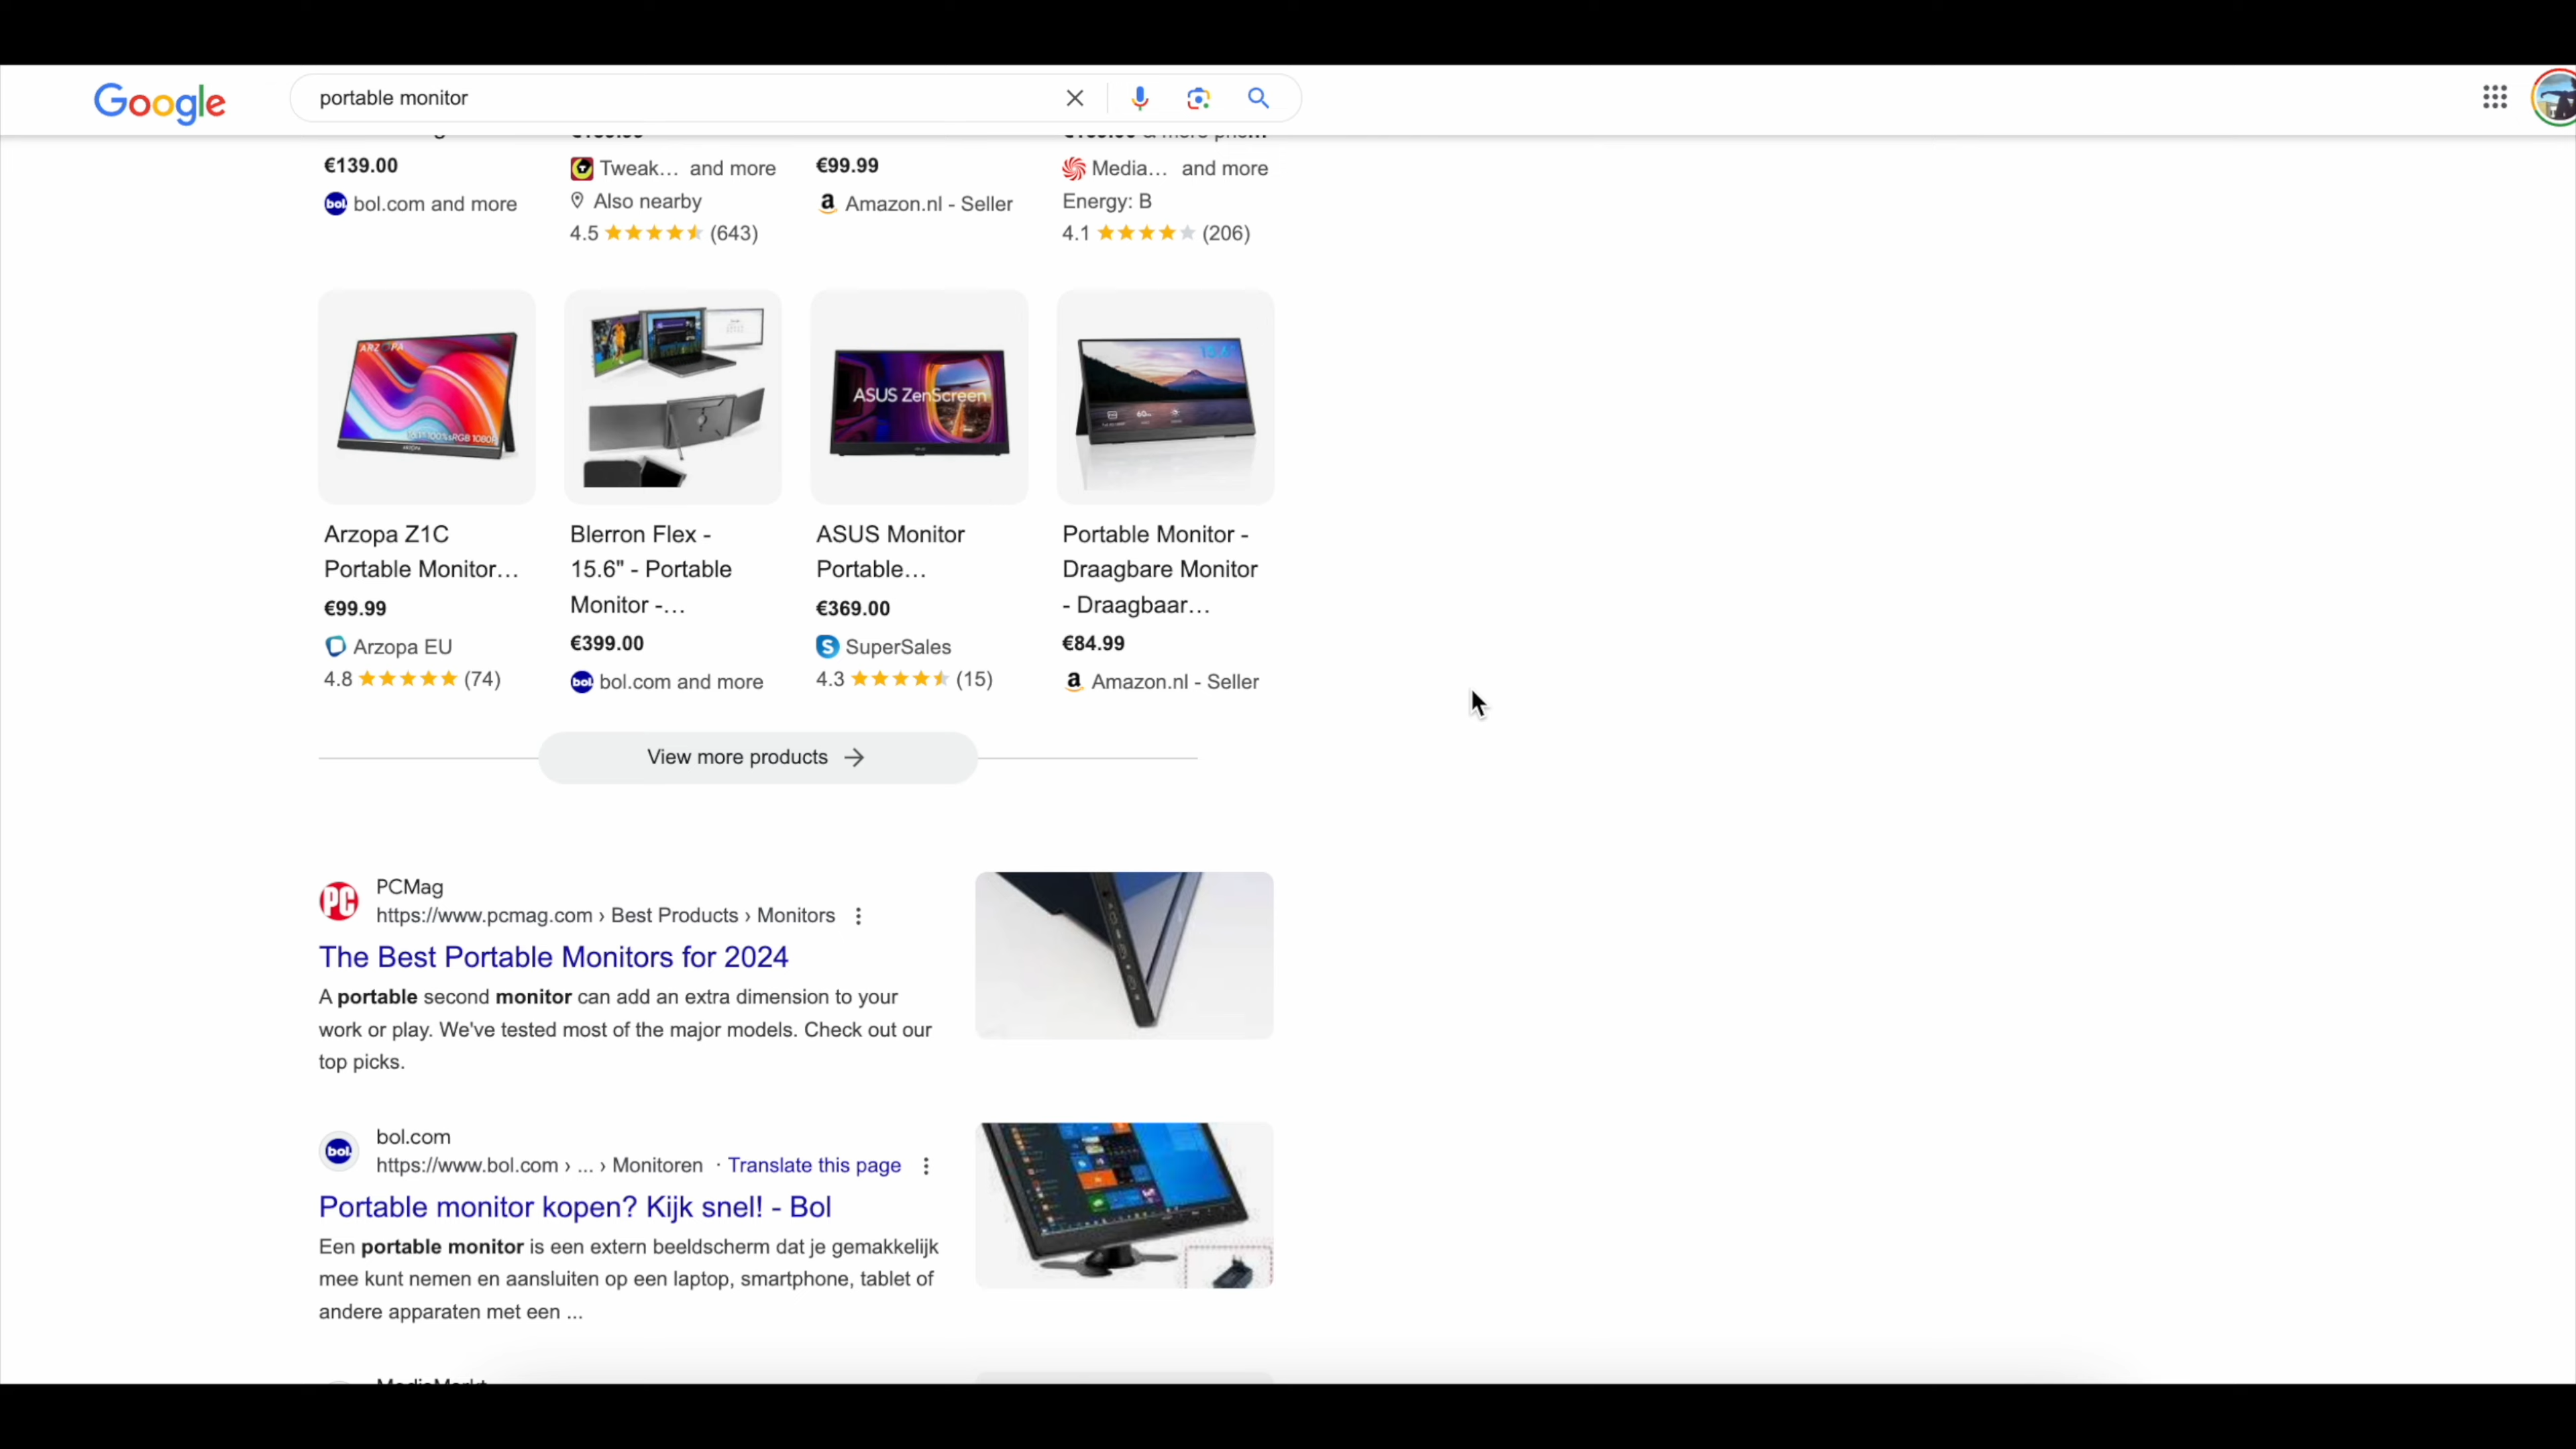 Google
portable monitor
€139.00
bol.com and more
Tweak... and more
Also nearby
4.5 (643)
€99.99
Amazon.nl - Seller
Media... and more
Energy: B
4.1 (206)
ARZOPA
ASUS ZenScreen
15.6"
Arzopa Z1C
Portable Monitor...
€99.99
Arzopa EU
4.8 (74)
Blerron Flex -
15.6" - Portable
Monitor -...
€399.00
bol.com and more
ASUS Monitor
Portable...
€369.00
SuperSales
4.3 (15)
Portable Monitor -
Draagbare Monitor
- Draagbaar...
€84.99
Amazon.nl - Seller
View more products
PCMag
https://www.pcmag.com › Best Products › Monitors
The Best Portable Monitors for 2024
A portable second monitor can add an extra dimension to your
work or play. We've tested most of the major models. Check out our
top picks.
bol.com
https://www.bol.com › ... › Monitoren · Translate this page
Portable monitor kopen? Kijk snel! - Bol
Een portable monitor is een extern beeldscherm dat je gemakkelijk
mee kunt nemen en aansluiten op een laptop, smartphone, tablet of
andere apparaten met een ...